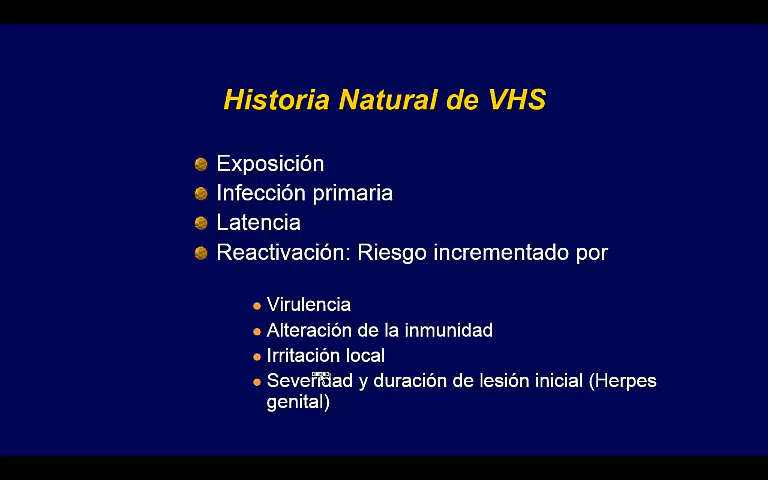 Historia Natural de VHS
Exposición
Infección primaria
Latencia
Reactivación: Riesgo incrementado por
Virulencia
Alteración de la inmunidad
Irritación local
Severidad y duración de lesión inicial (Herpes
genital)